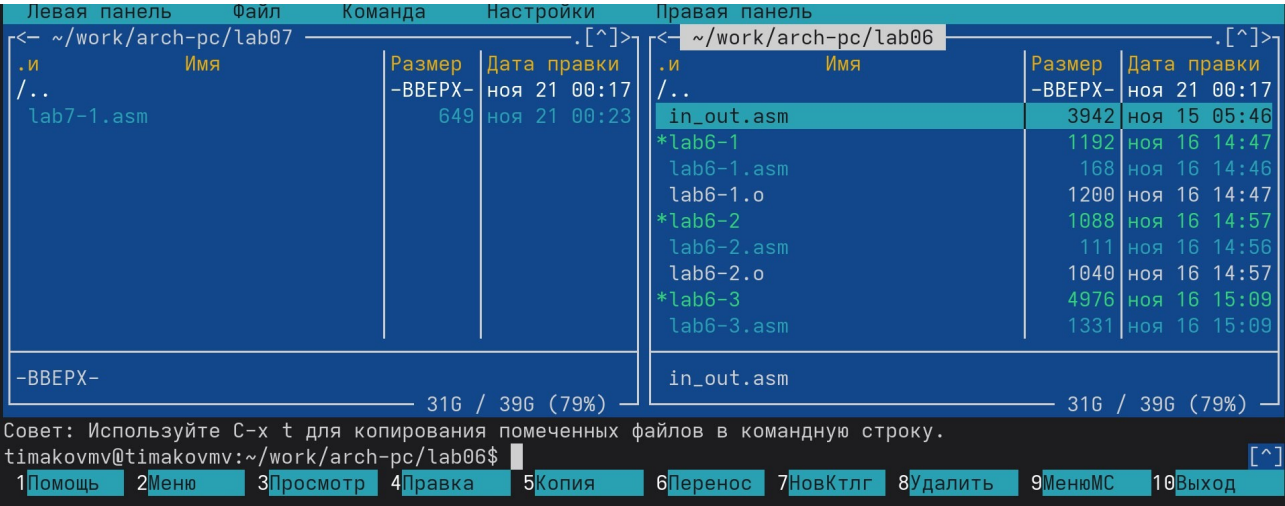 Левая панель Файл Команда Настройки Правая панель
<─ ~/work/arch-pc/lab07 .[^]> <─ ~/work/arch-pc/lab06 .[^]>
.и Имя Размер Дата правки .и Имя Размер Дата правки
/.. -ВВЕРХ- ноя 21 00:17 /.. -ВВЕРХ- ноя 21 00:17
lab7-1.asm 649 ноя 21 00:23 in_out.asm 3942 ноя 15 05:46
*lab6-1 1192 ноя 16 14:47
lab6-1.asm 168 ноя 16 14:46
lab6-1.o 1200 ноя 16 14:47
*lab6-2 1088 ноя 16 14:57
lab6-2.asm 111 ноя 16 14:56
lab6-2.o 1040 ноя 16 14:57
*lab6-3 4976 ноя 16 15:09
lab6-3.asm 1331 ноя 16 15:09
-ВВЕРХ- in_out.asm
31G / 39G (79%) 31G / 39G (79%)
Совет: Используйте C-x t для копирования помеченных файлов в командную строку.
timakovmv@timakovmv:~/work/arch-pc/lab06$ [^]
1Помощь 2Меню 3Просмотр 4Правка 5Копия 6Перенос 7НовКтлг 8Удалить 9МенюMC 10Выход